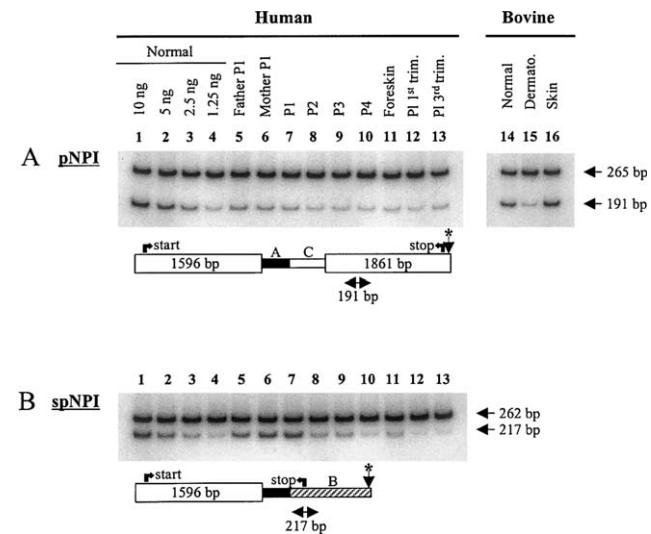 Human Bovine
Normal
10 ng 5 ng 2.5 ng 1.25 ng Father P1 Mother P1 P1 P2 P3 P4 Foreskin Pl 1st trim. Pl 3rd trim. Normal Dermato. Skin
1 2 3 4 5 6 7 8 9 10 11 12 13 14 15 16
A pNPI
265 bp
191 bp
start A C stop *
1596 bp 1861 bp
191 bp
1 2 3 4 5 6 7 8 9 10 11 12 13
B spNPI
262 bp
217 bp
start stop B *
1596 bp
217 bp